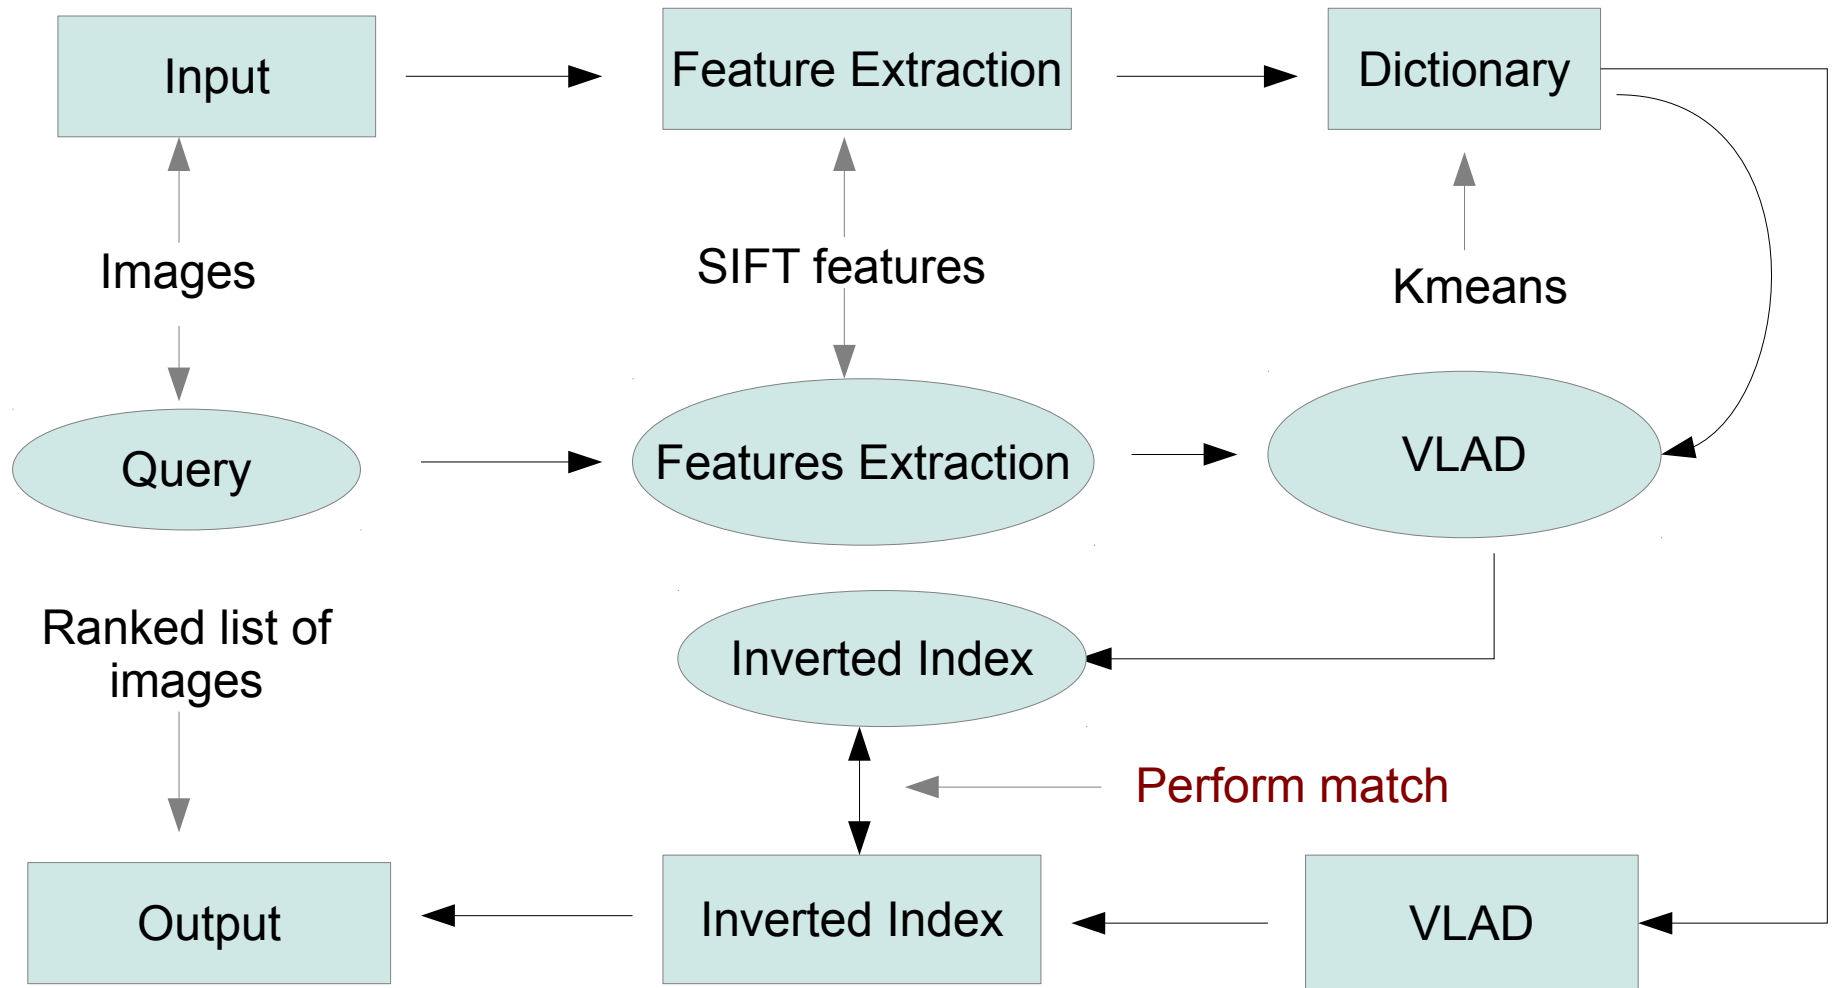 Input
Feature Extraction
Dictionary
Images
SIFT features
Kmeans
Query
Features Extraction
VLAD
Ranked list of
images
Inverted Index
Perform match
Output
Inverted Index
VLAD